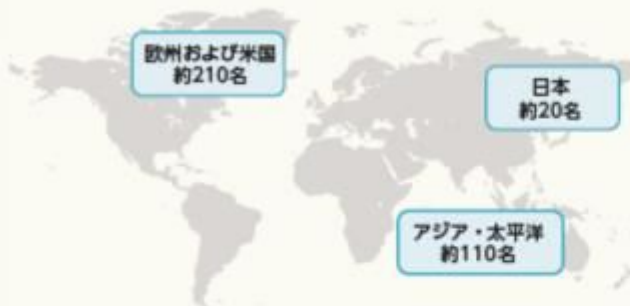 欧州および米国
約210名
日本
約20名
アジア・太平洋
約110名